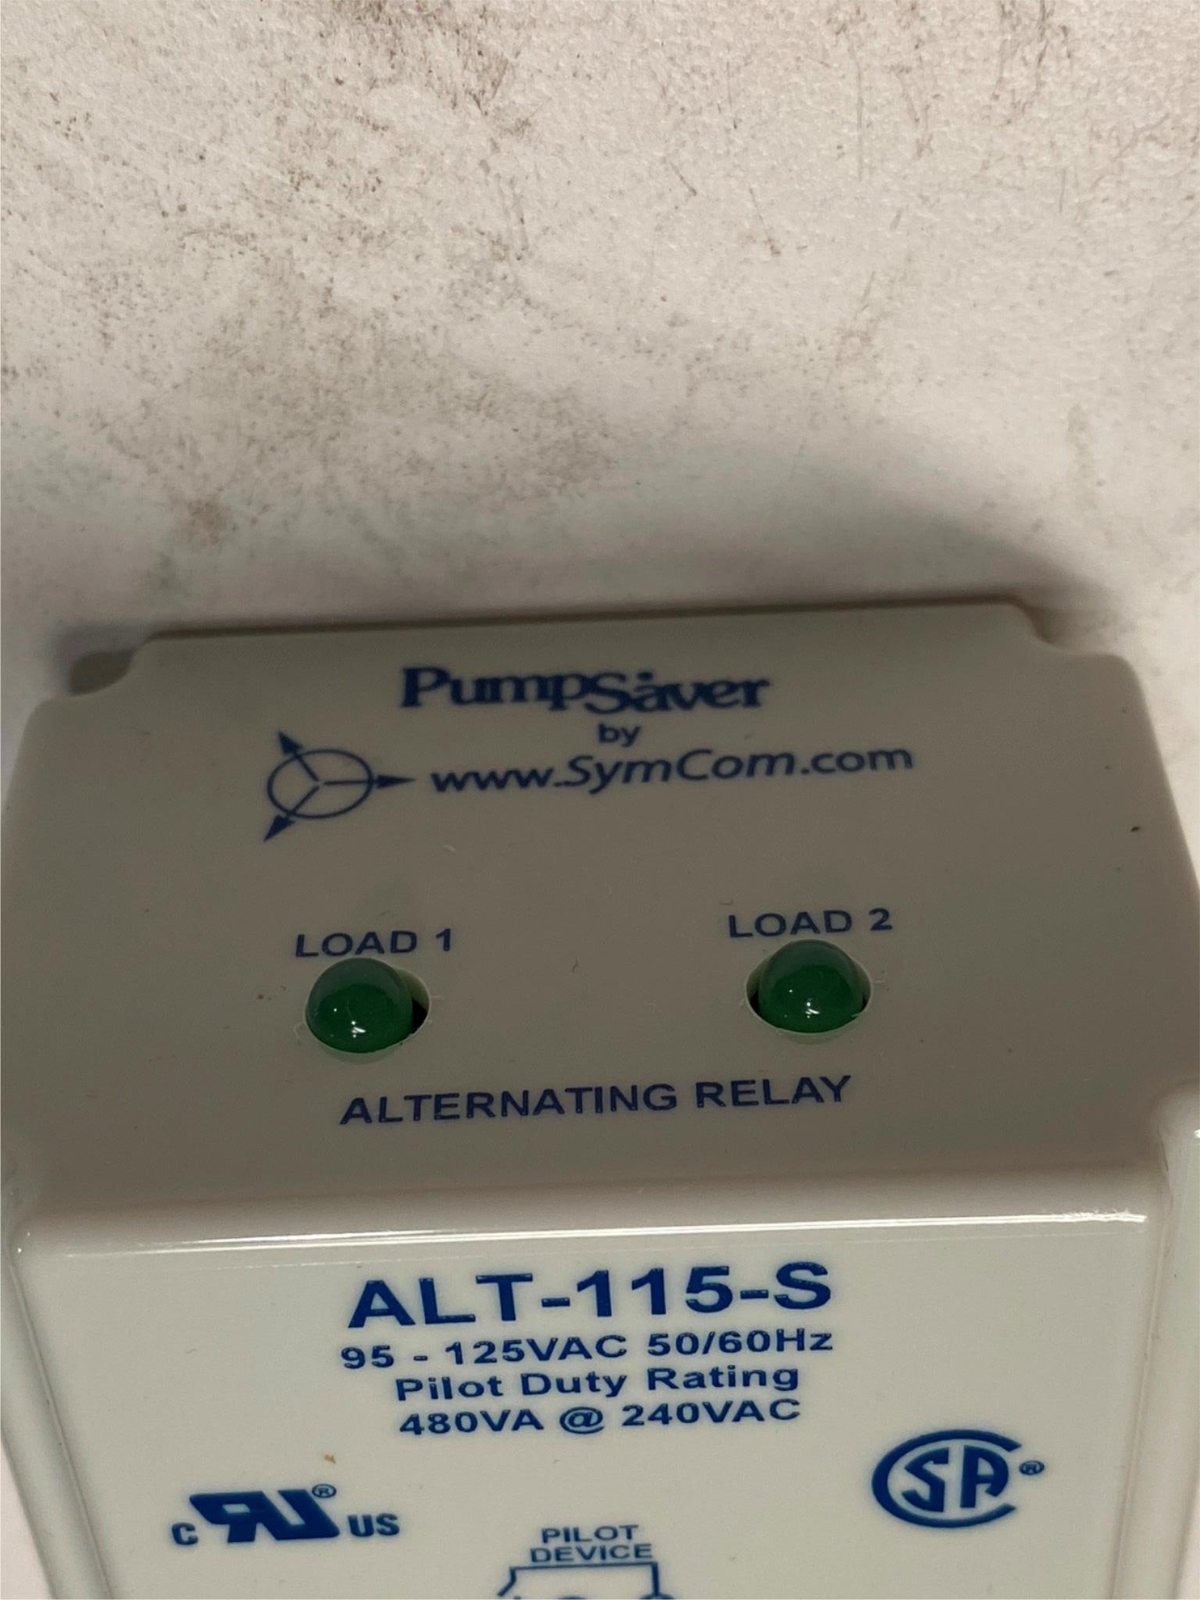 PumpSaver
by
www.SymCom.com
LOAD 1
LOAD 2
ALTERNATING RELAY
ALT-115-S
95 - 125VAC 50/60Hz
Pilot Duty Rating
480VA @ 240VAC
c RU® US
SA®
PILOT
DEVICE